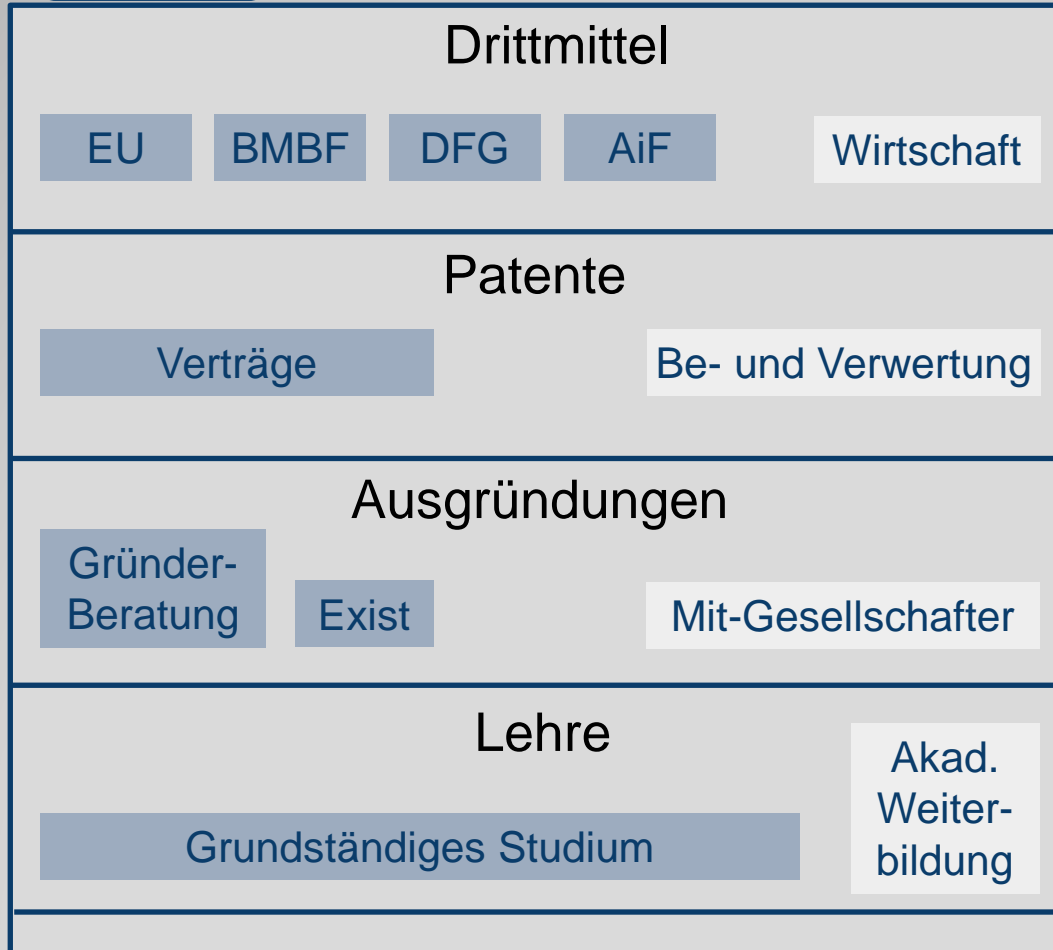 Drittmittel
EU BMBF DFG AiF Wirtschaft
Patente
Verträge Be- und Verwertung
Ausgründungen
Gründer-
Beratung
Exist
Mit-Gesellschafter
Lehre
Grundständiges Studium
Akad.
Weiter-
bildung